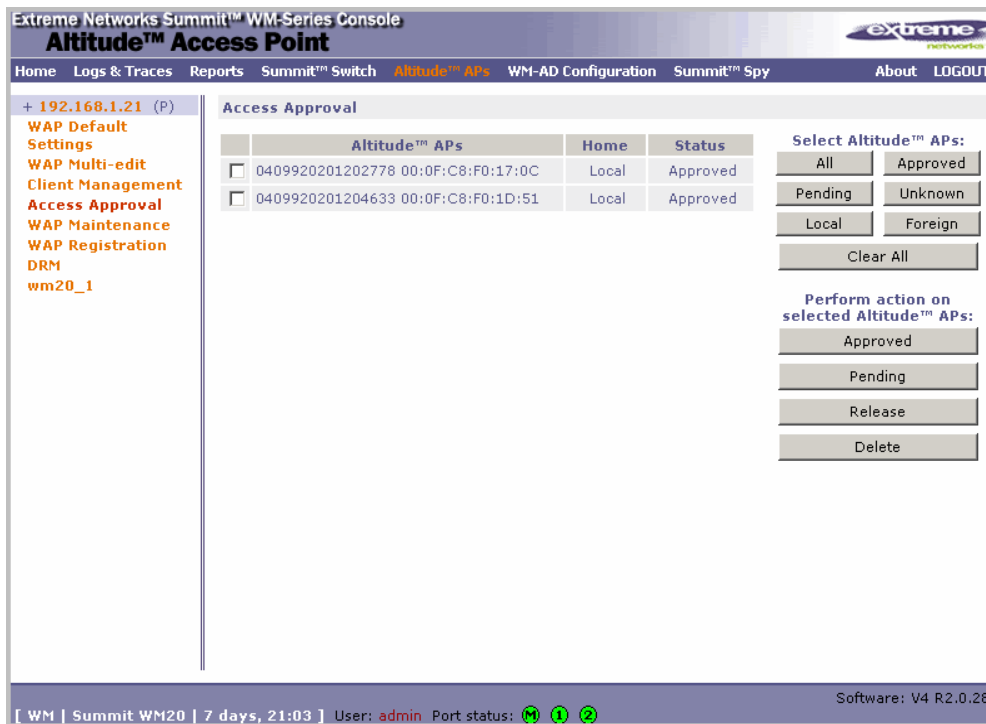 Extreme Networks Summit™ WM-Series Console
Altitude™ Access Point
extreme
networks
Home Logs & Traces Reports Summit™ Switch Altitude™ APs WM-AD Configuration Summit™ Spy About LOGOUT
+ 192.168.1.21 (P)
WAP Default
Settings
WAP Multi-edit
Client Management
Access Approval
WAP Maintenance
WAP Registration
DRM
wm20_1
Access Approval
Altitude™ APs Home Status
0409920201202778 00:0F:C8:F0:17:0C Local Approved
0409920201204633 00:0F:C8:F0:1D:51 Local Approved
Select Altitude™ APs:
All Approved
Pending Unknown
Local Foreign
Clear All
Perform action on
selected Altitude™ APs:
Approved
Pending
Release
Delete
Software: V4 R2.0.28
[ WM | Summit WM20 | 7 days, 21:03 ] User: admin Port status: M 1 2